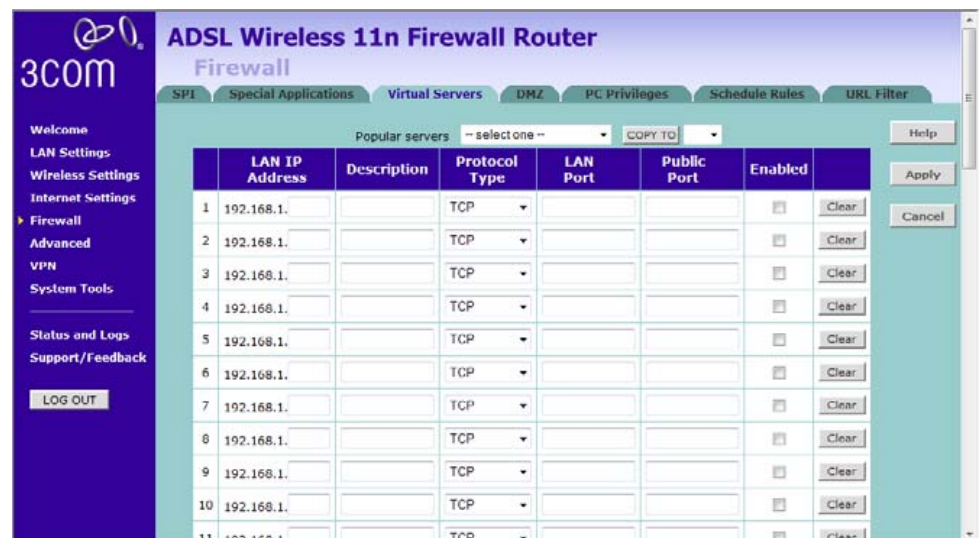 3COM
ADSL Wireless 11n Firewall Router
Firewall
SPI Special Applications Virtual Servers DMZ PC Privileges Schedule Rules URL Filter
Welcome
LAN Settings
Wireless Settings
Internet Settings
Firewall
Advanced
VPN
System Tools
Status and Logs
Support/Feedback
LOG OUT
Popular servers -- select one -- COPY TO
Help
Apply
Cancel
LAN IP Address Description Protocol Type LAN Port Public Port Enabled
1 192.168.1. TCP Clear
2 192.168.1. TCP Clear
3 192.168.1. TCP Clear
4 192.168.1. TCP Clear
5 192.168.1. TCP Clear
6 192.168.1. TCP Clear
7 192.168.1. TCP Clear
8 192.168.1. TCP Clear
9 192.168.1. TCP Clear
10 192.168.1. TCP Clear
11 192.168.1. TCP Clear